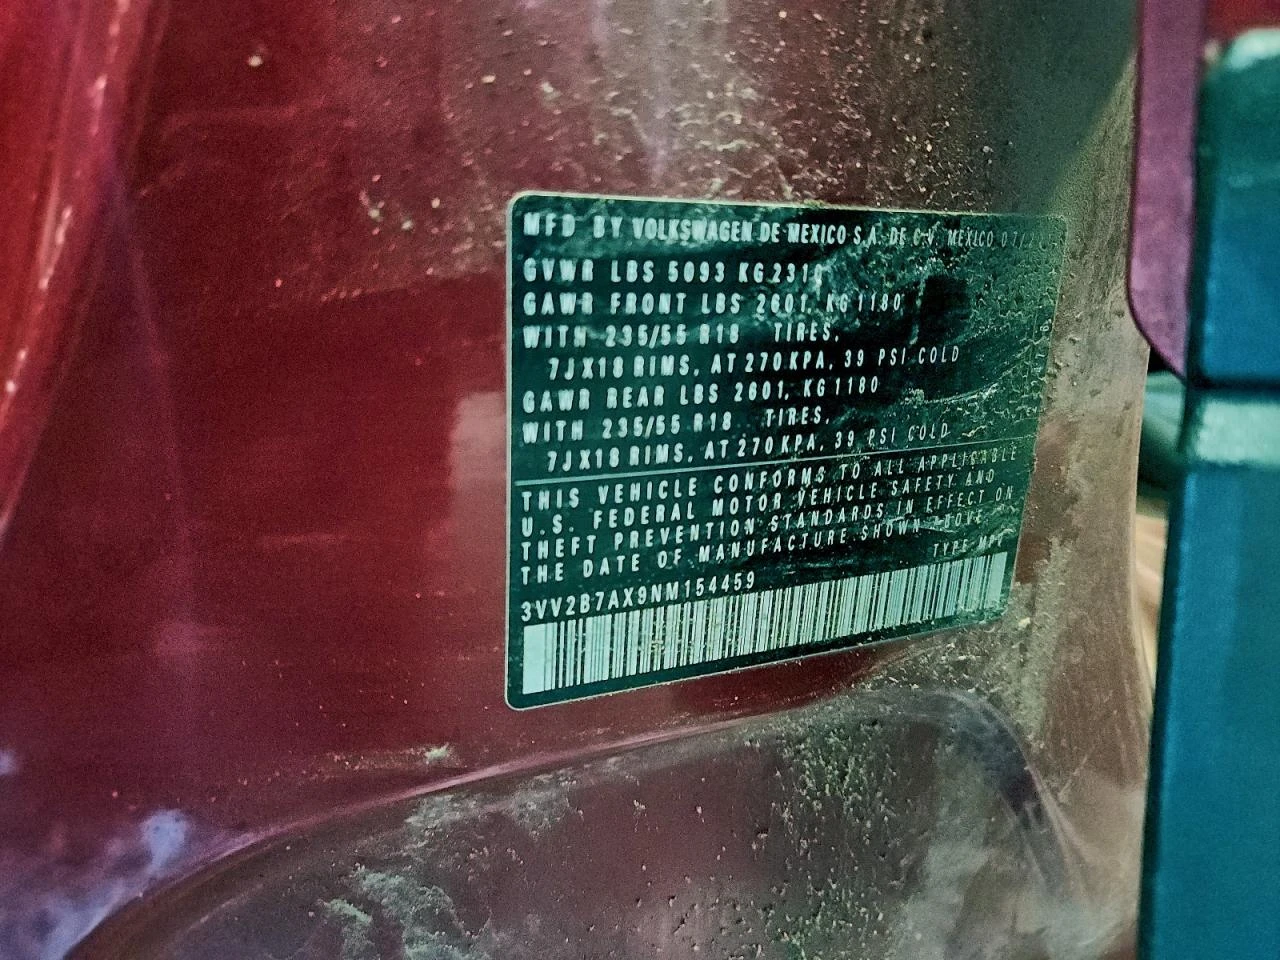 MFD BY VOLKSWAGEN DE MEXICO S.A. DE C.V. MEXICO
GVWR LBS 5093 KG 2310
GAWR FRONT LBS 2601, KG 1180
WITH 235/55 R18 TIRES,
7JX18 RIMS, AT 270 KPA, 39 PSI COLD
GAWR REAR LBS 2601, KG 1180
WITH 235/55 R18 TIRES,
7JX18 RIMS, AT 270 KPA, 39 PSI COLD
THIS VEHICLE CONFORMS TO ALL APPLICABLE
U.S. FEDERAL MOTOR VEHICLE SAFETY AND
THEFT PREVENTION STANDARDS IN EFFECT ON
THE DATE OF MANUFACTURE SHOWN ABOVE
TYPE MPV
3VV2B7AX9NM154459